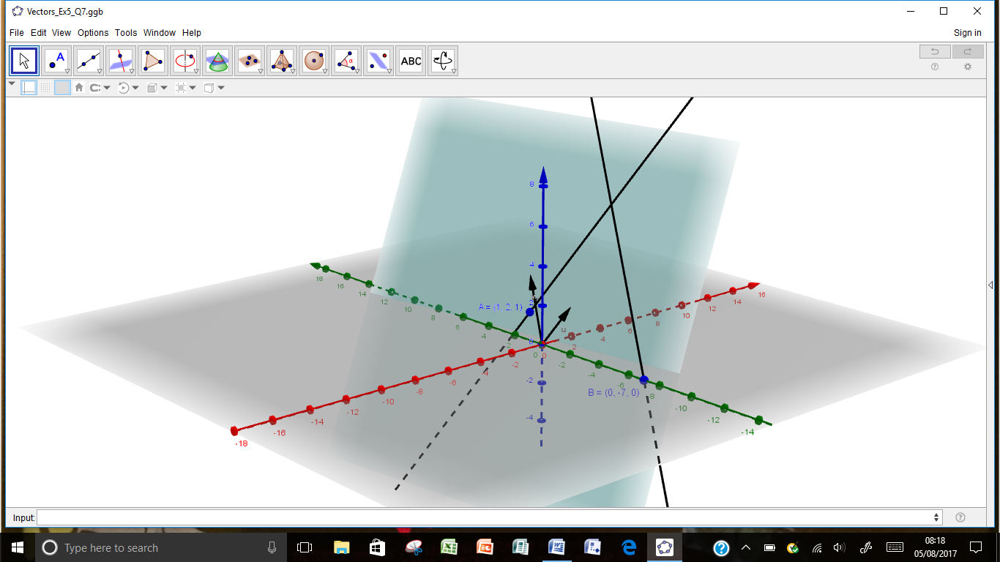 Vectors_Ex5_Q7.ggb
File Edit View Options Tools Window Help
Sign in
A
ABC
8
6
4
A = (1, 2, 1)
2
0
-2
-4
18 16 14 12 10 8 6 4 2 0 -2 -4 -6 -8 -10 -12 -14
16 14 12 10 8 6 4 2 0 -2 -4 -6 -8 -10 -12 -14 -16 -18
u
B = (0, -7, 0)
Input:
Type here to search
08:18
05/08/2017